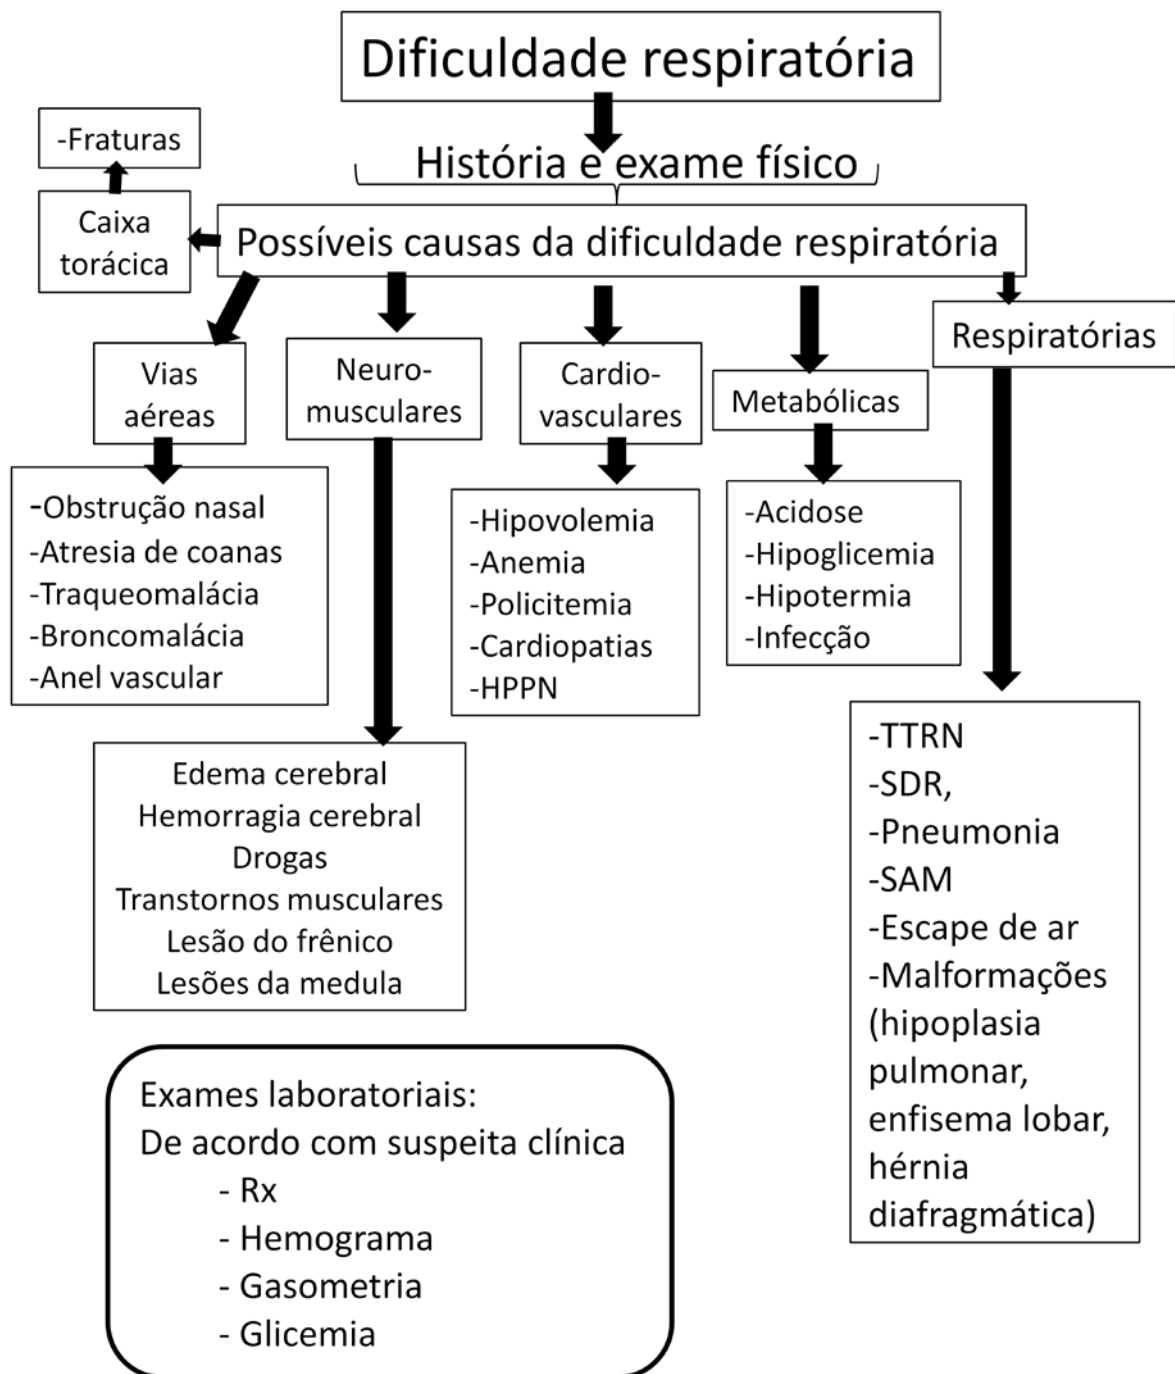 Dificuldade respiratória
História e exame físico
Possíveis causas da dificuldade respiratória
-Fraturas
Caixa
torácica
Vias
aéreas
-Obstrução nasal
-Atresia de coanas
-Traqueomalácia
-Broncomalácia
-Anel vascular
Neuro-
musculares
Edema cerebral
Hemorragia cerebral
Drogas
Transtornos musculares
Lesão do frênico
Lesões da medula
Cardio-
vasculares
-Hipovolemia
-Anemia
-Policitemia
-Cardiopatias
-HPPN
Metabólicas
-Acidose
-Hipoglicemia
-Hipotermia
-Infecção
Respiratórias
-TTRN
-SDR,
-Pneumonia
-SAM
-Escape de ar
-Malformações
(hipoplasia
pulmonar,
enfisema lobar,
hérnia
diafragmática)
Exames laboratoriais:
De acordo com suspeita clínica
- Rx
- Hemograma
- Gasometria
- Glicemia